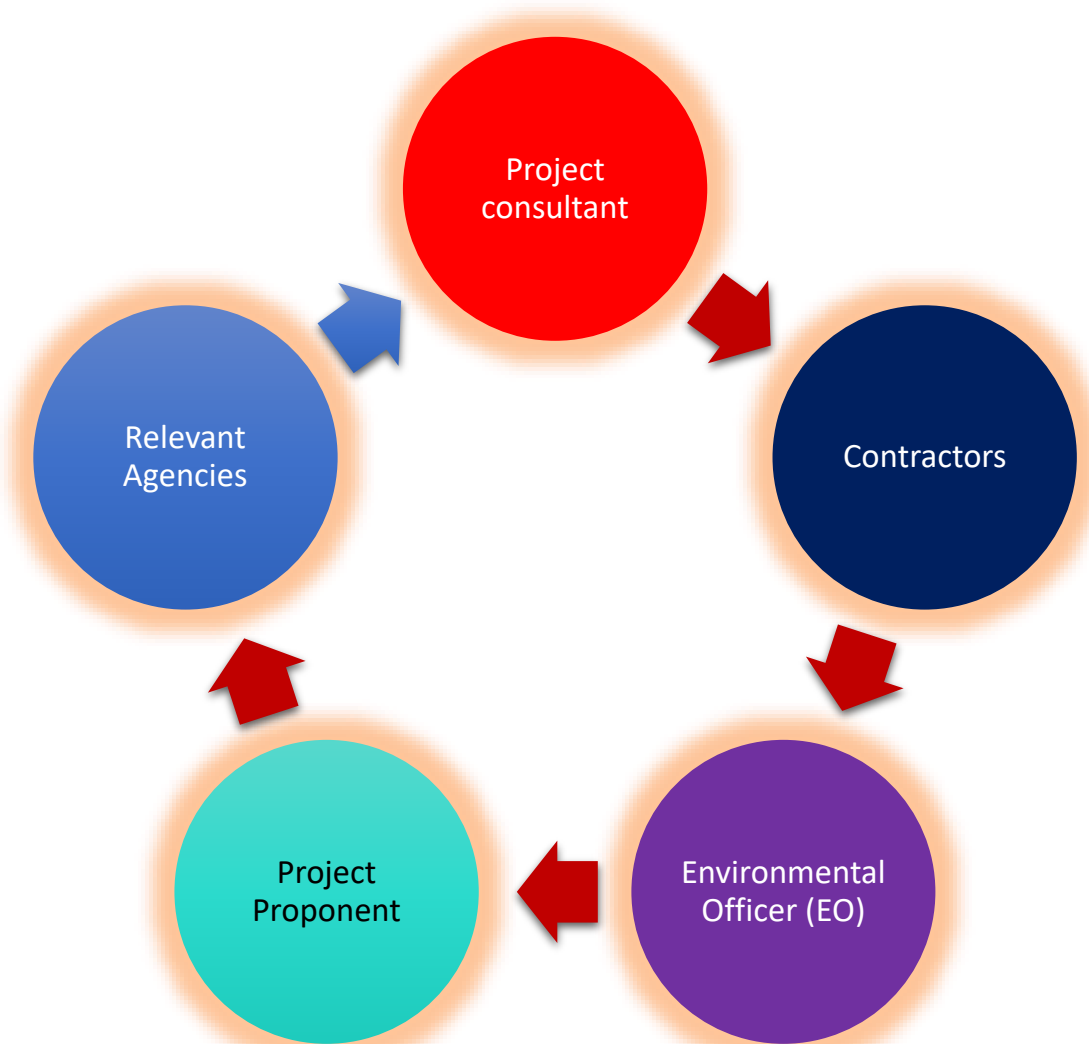 Project
consultant
Contractors
Environmental
Officer (EO)
Project
Proponent
Relevant
Agencies